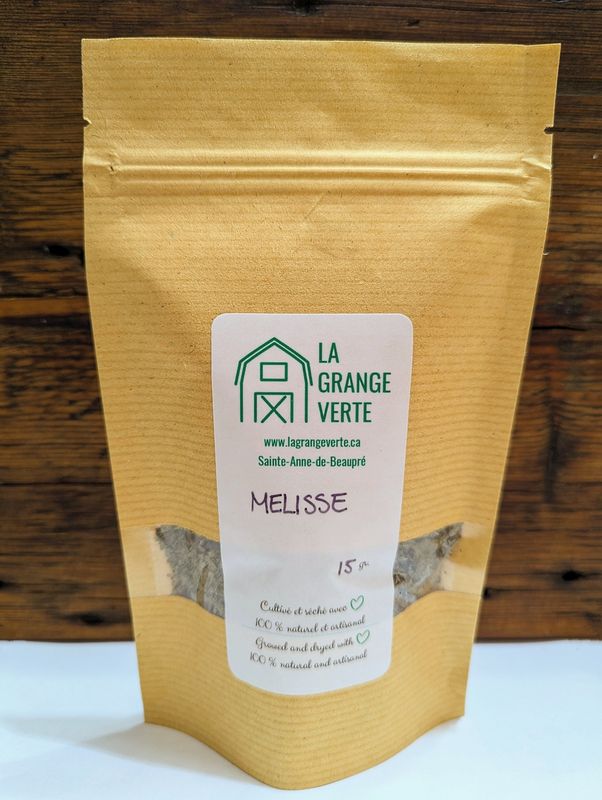 LA
GRANGE
VERTE
www.lagrangeverte.ca
Sainte-Anne-de-Beaupré
MELISSE
15 gr.
Cultivé et séché avec
100 % naturel et artisanal
Growed and dryed with
100 % natural and artisanal